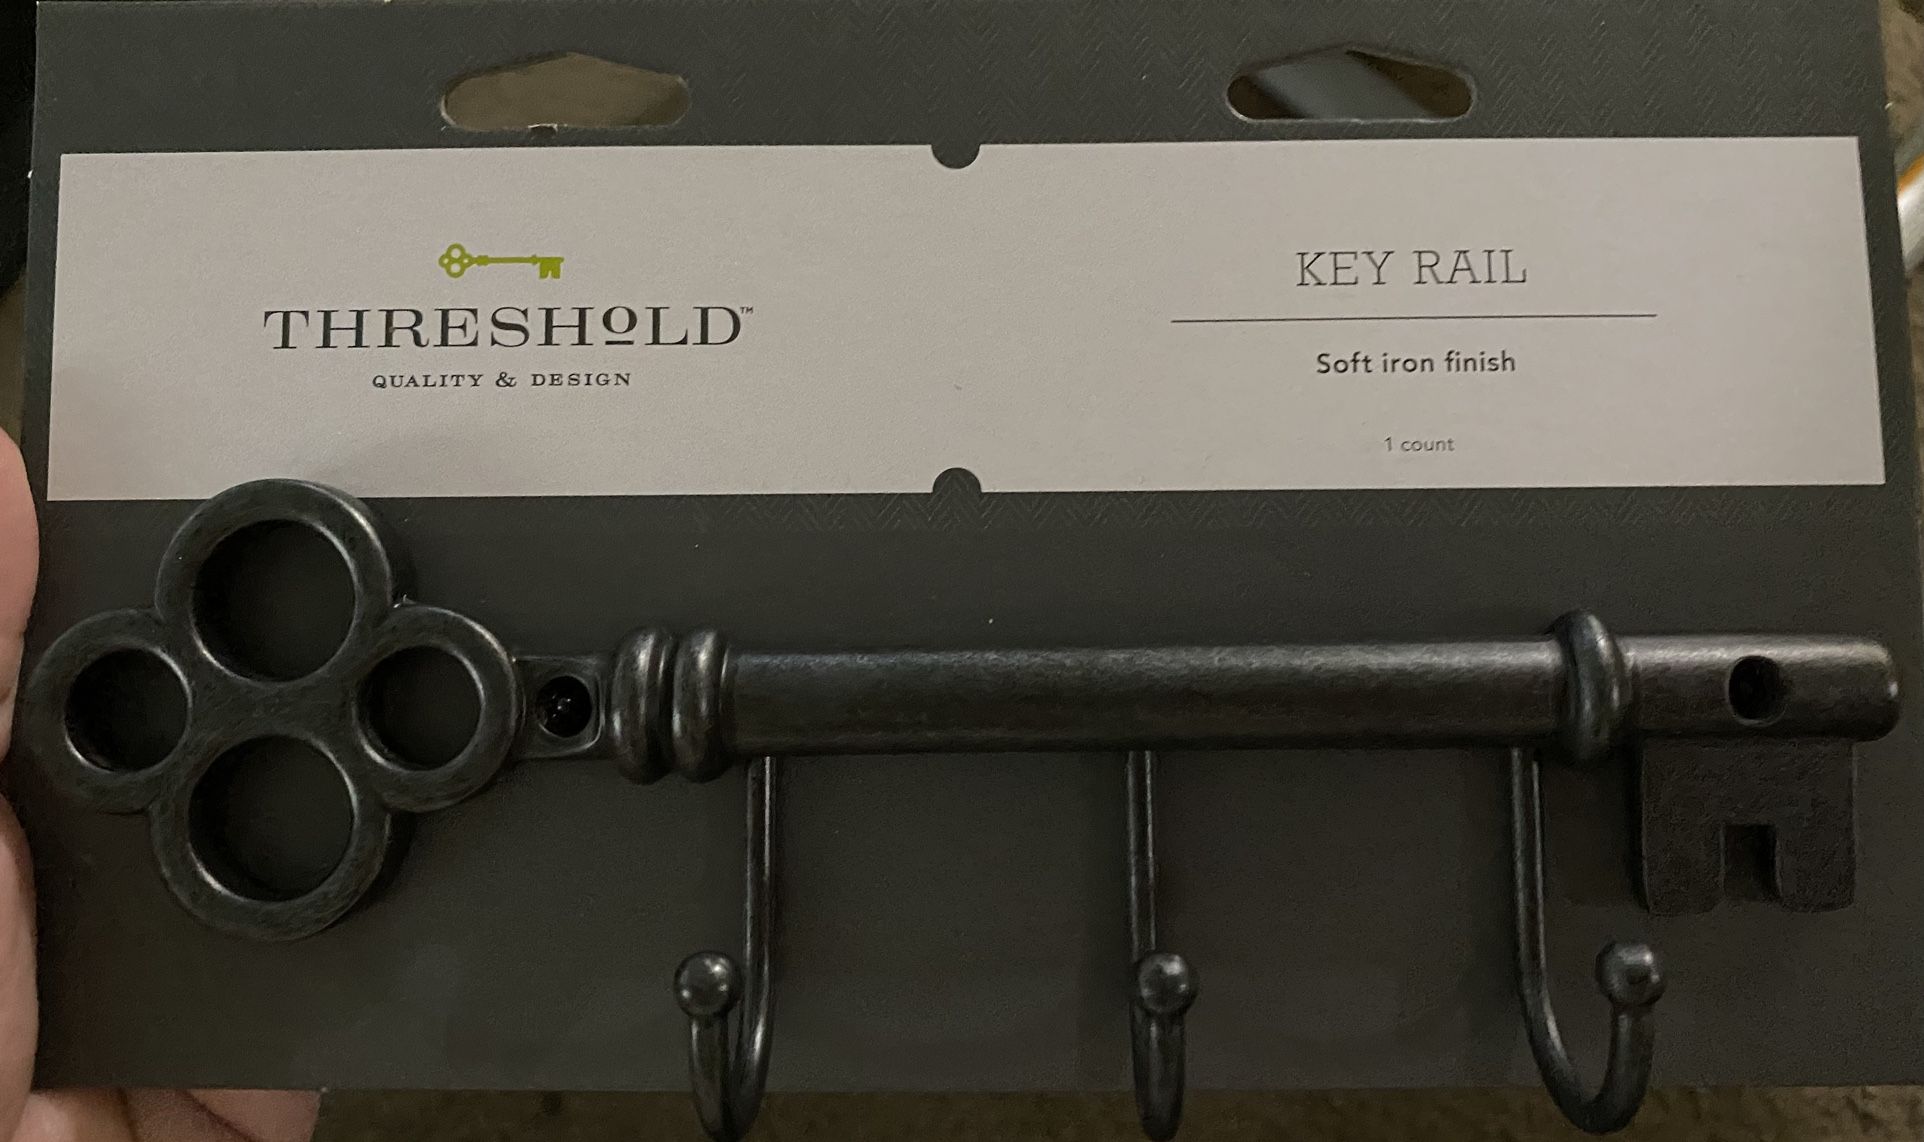 THRESHOLD™
QUALITY & DESIGN
KEY RAIL
Soft iron finish
1 count